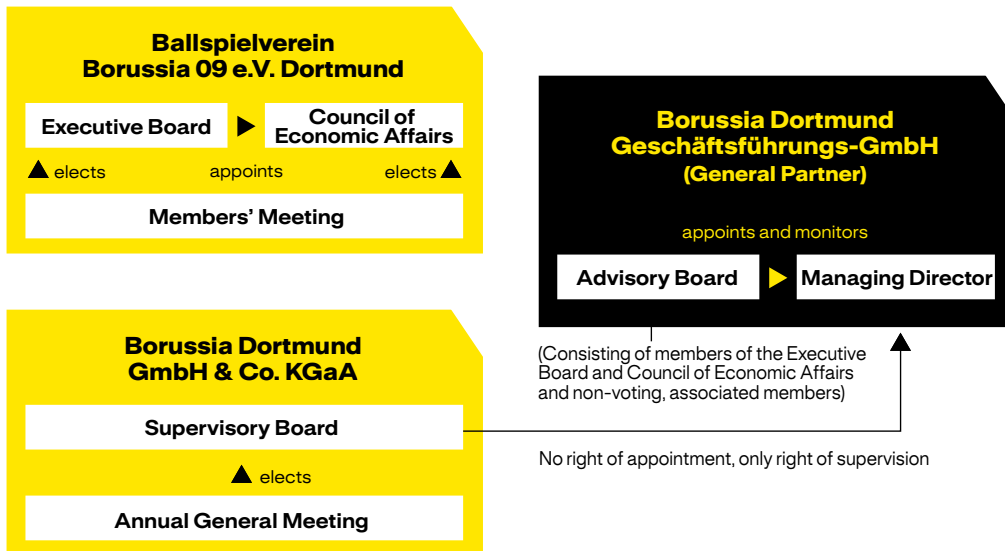 Ballspielverein
Borussia 09 e.V. Dortmund
Executive Board
Council of
Economic Affairs
elects
appoints
elects
Members’ Meeting
Borussia Dortmund
Geschäftsführungs-GmbH
(General Partner)
appoints and monitors
Advisory Board
Managing Director
(Consisting of members of the Executive
Board and Council of Economic Affairs
and non-voting, associated members)
Borussia Dortmund
GmbH & Co. KGaA
Supervisory Board
No right of appointment, only right of supervision
elects
Annual General Meeting